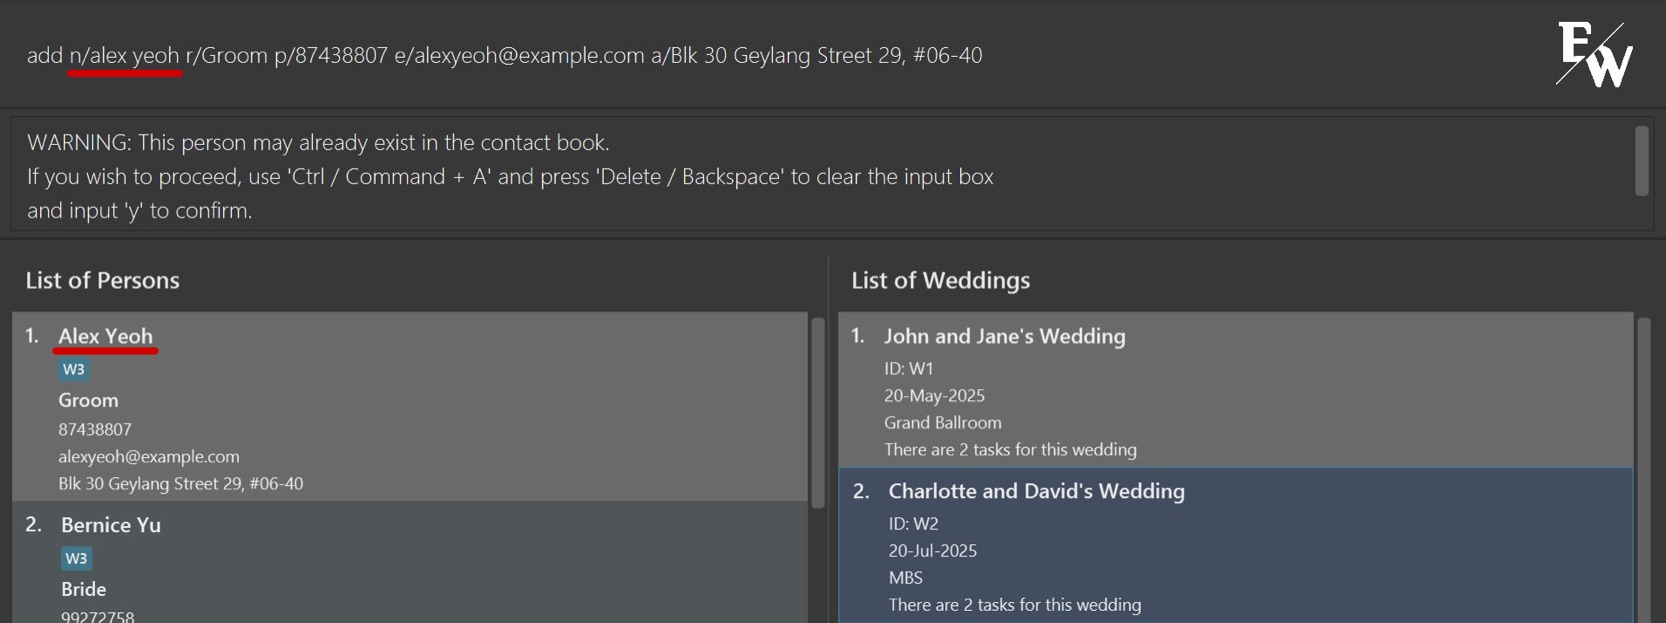 add n/alex yeoh r/Groom p/87438807 e/alexyeoh@example.com a/Blk 30 Geylang Street 29, #06-40
EW
WARNING: This person may already exist in the contact book.
If you wish to proceed, use 'Ctrl / Command + A' and press 'Delete / Backspace' to clear the input box
and input 'y' to confirm.
List of Persons
1. Alex Yeoh
W3
Groom
87438807
alexyeoh@example.com
Blk 30 Geylang Street 29, #06-40
2. Bernice Yu
W3
Bride
99272758
List of Weddings
1. John and Jane's Wedding
ID: W1
20-May-2025
Grand Ballroom
There are 2 tasks for this wedding
2. Charlotte and David's Wedding
ID: W2
20-Jul-2025
MBS
There are 2 tasks for this wedding